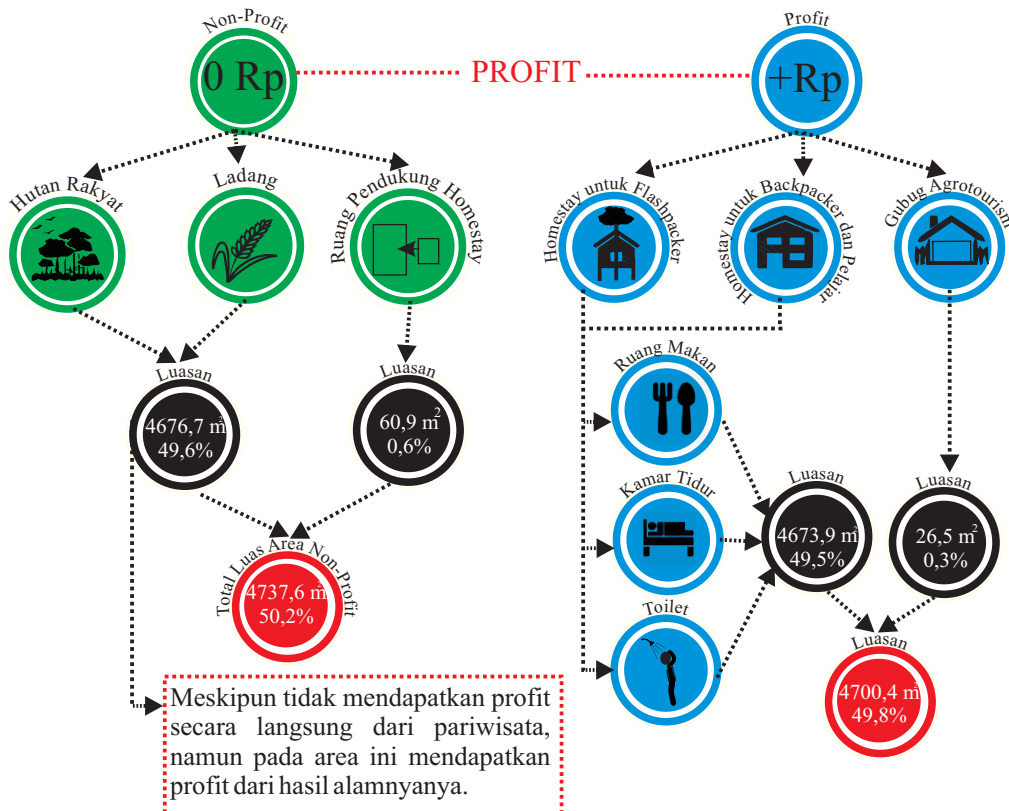 Non-Profit
0 Rp
PROFIT
Profit
+Rp
Hutan Rakyat
Ladang
Ruang Pendukung Homestay
Homestay untuk Flashpacker
Homestay untuk Backpacker dan Pelajar
Gubug Agrotourism
Luasan
4676,7 m²
49,6%
Luasan
60,9 m²
0,6%
Total Luas Area Non-Profit
4737,6 m²
50,2%
Meskipun tidak mendapatkan profit
secara langsung dari pariwisata,
namun pada area ini mendapatkan
profit dari hasil alamnyanya.
Ruang Makan
Kamar Tidur
Toilet
Luasan
4673,9 m²
49,5%
Luasan
26,5 m²
0,3%
Luasan
4700,4 m²
49,8%